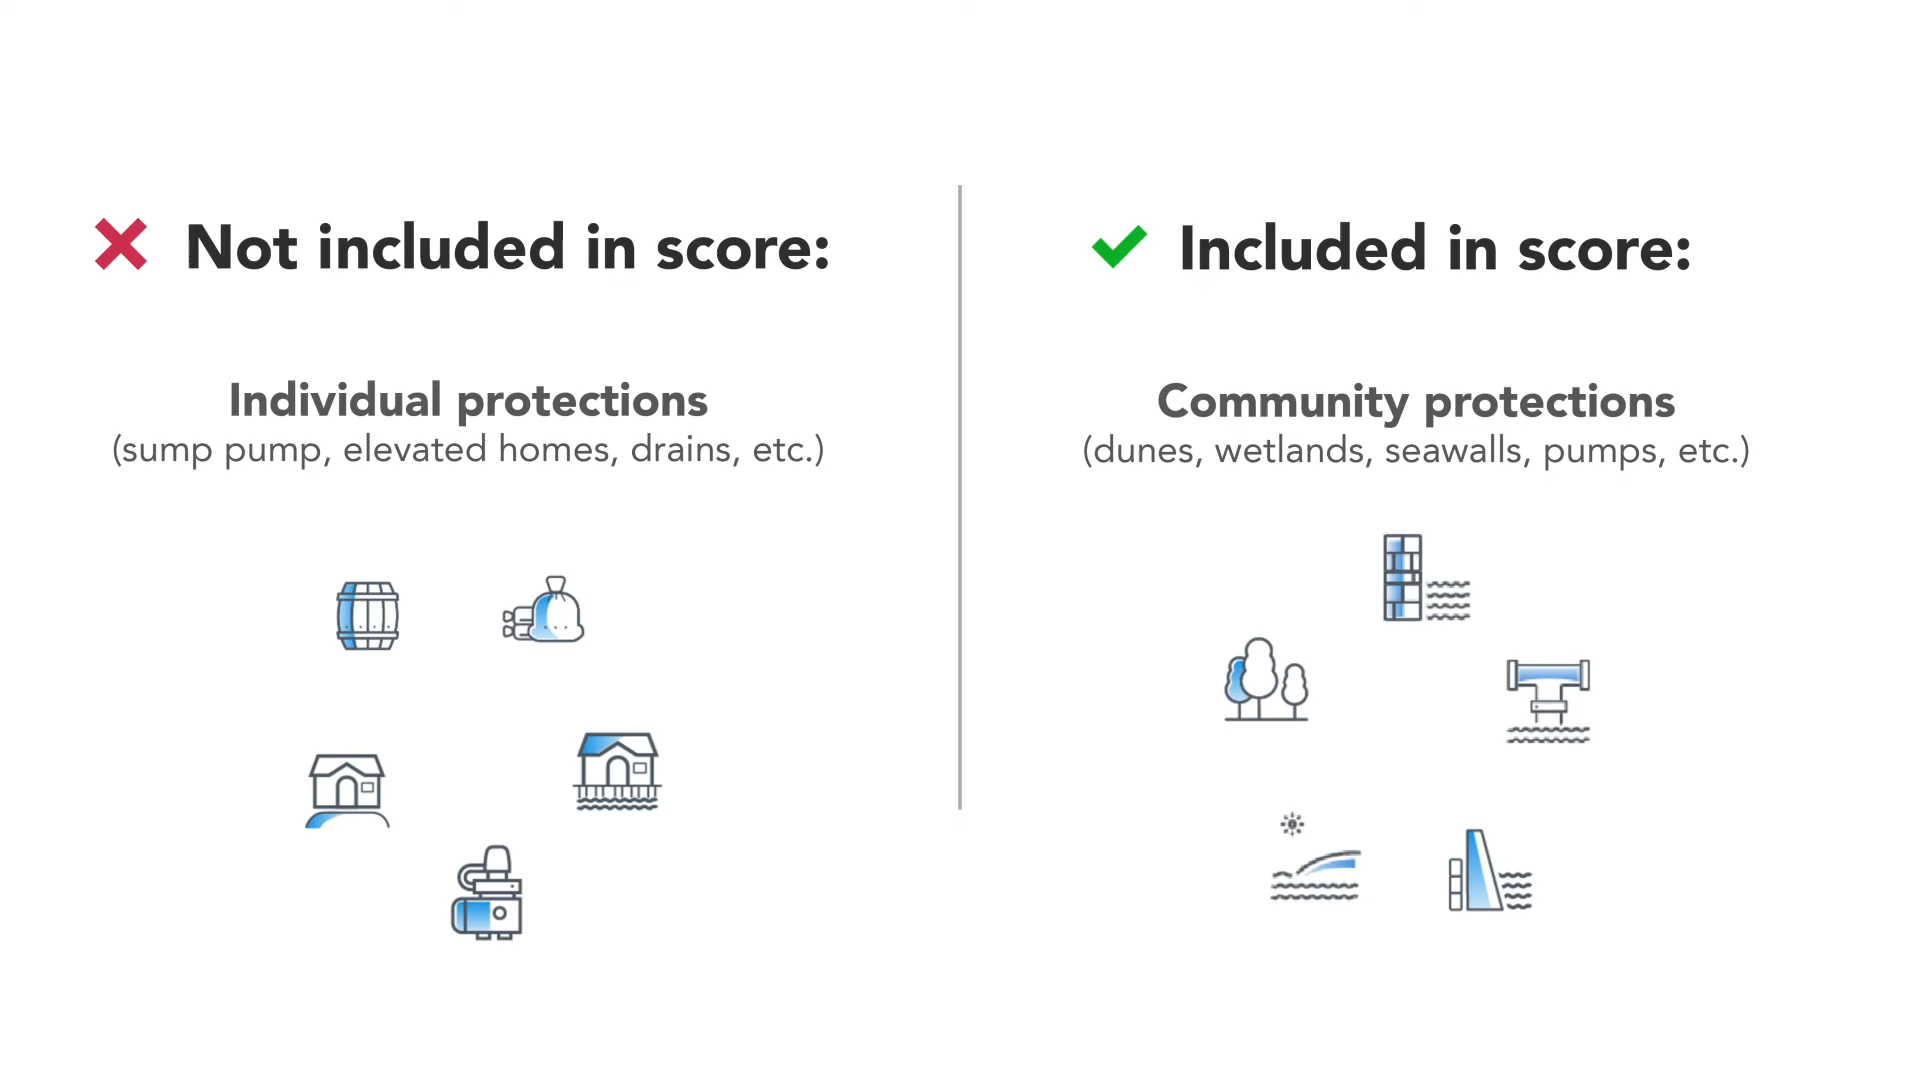 Not included in score:
Individual protections
(sump pump, elevated homes, drains, etc.)
Included in score:
Community protections
(dunes, wetlands, seawalls, pumps, etc.)